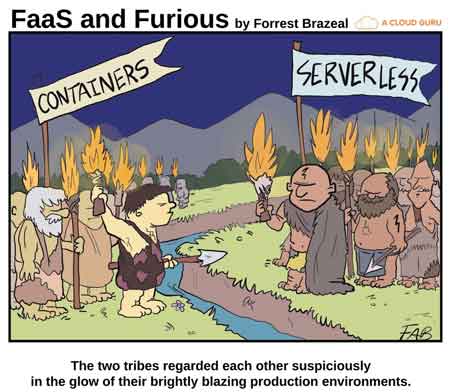 FaaS and Furious by Forrest Brazeal A CLOUD GURU
CONTAINERS
SERVERLESS
FAB
The two tribes regarded each other suspiciously
in the glow of their brightly blazing production environments.